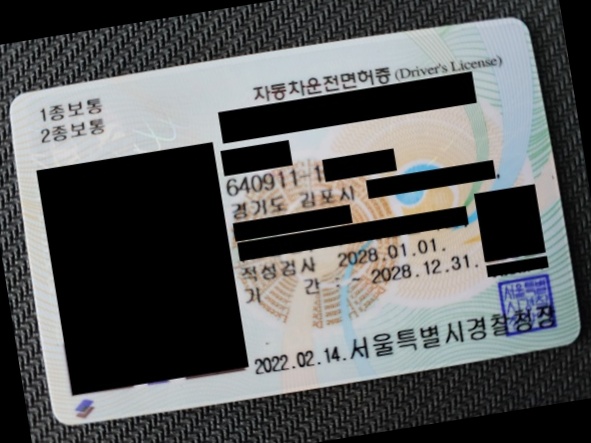 자동차운전면허증 (Driver's License)
1종보통
2종보통
640911-1
경기도 김포시
적성검사 2028.01.01.
기 간 : ~ 2028.12.31.
2022.02.14. 서울특별시경찰청장